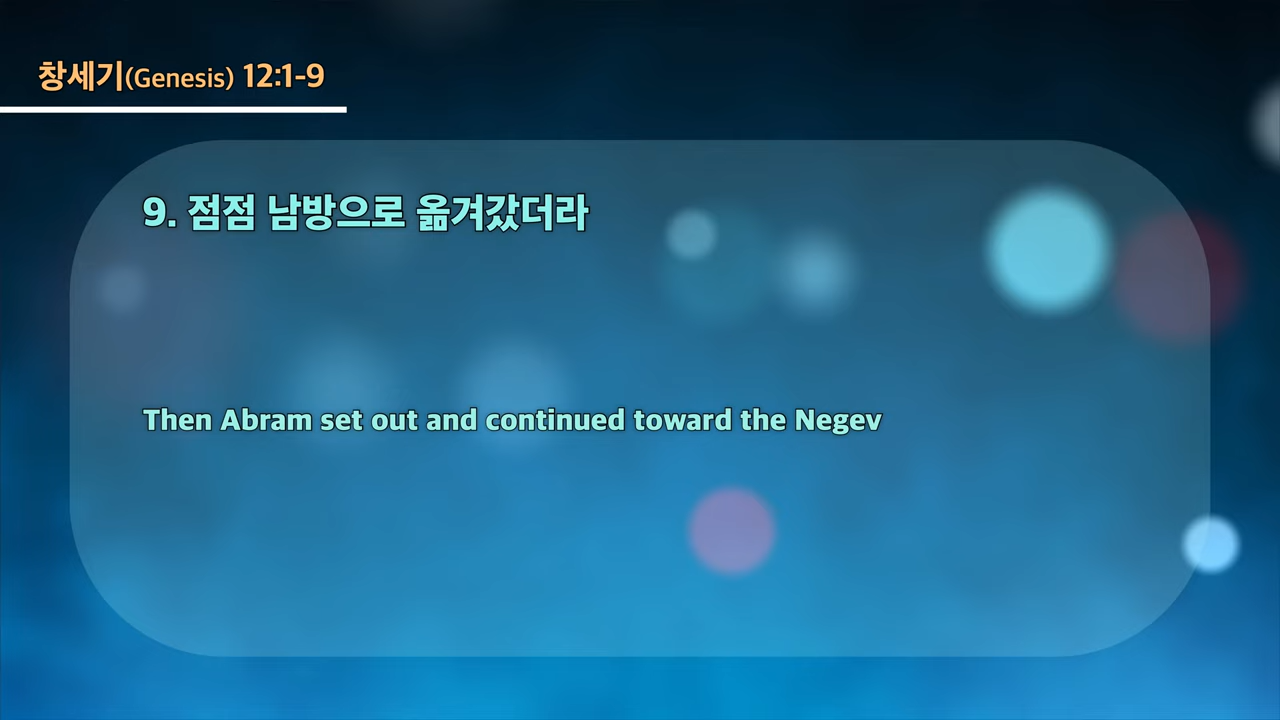 창세기(Genesis) 12:1-9
9. 점점 남방으로 옮겨갔더라
Then Abram set out and continued toward the Negev